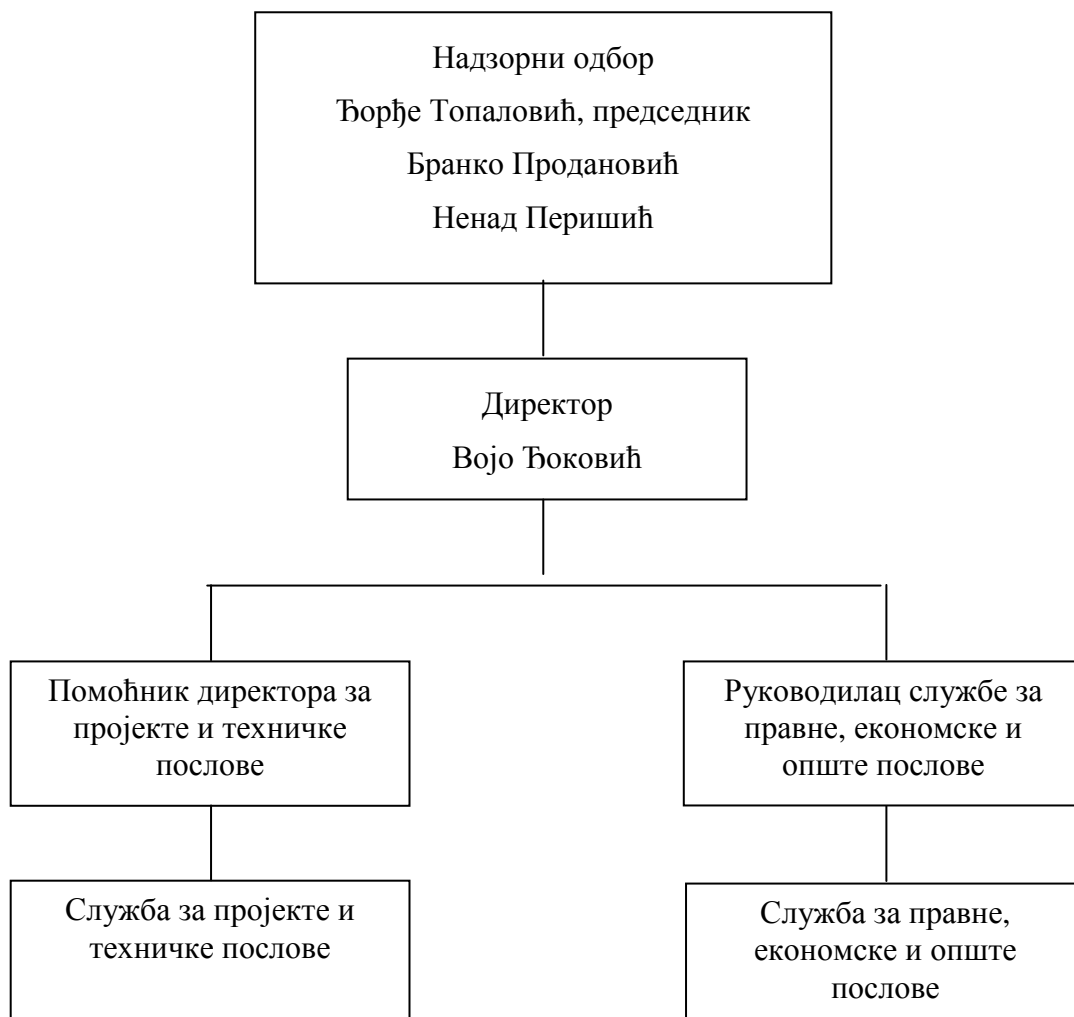 Надзорни одбор
Ђорђе Топаловић, председник
Бранко Продановић
Ненад Перишић
Директор
Војо Ђоковић
Помоћник директора за
пројекте и техничке
послове
Руководилац службе за
правне, економске и
опште послове
Служба за пројекте и
техничке послове
Служба за правне,
економске и опште
послове